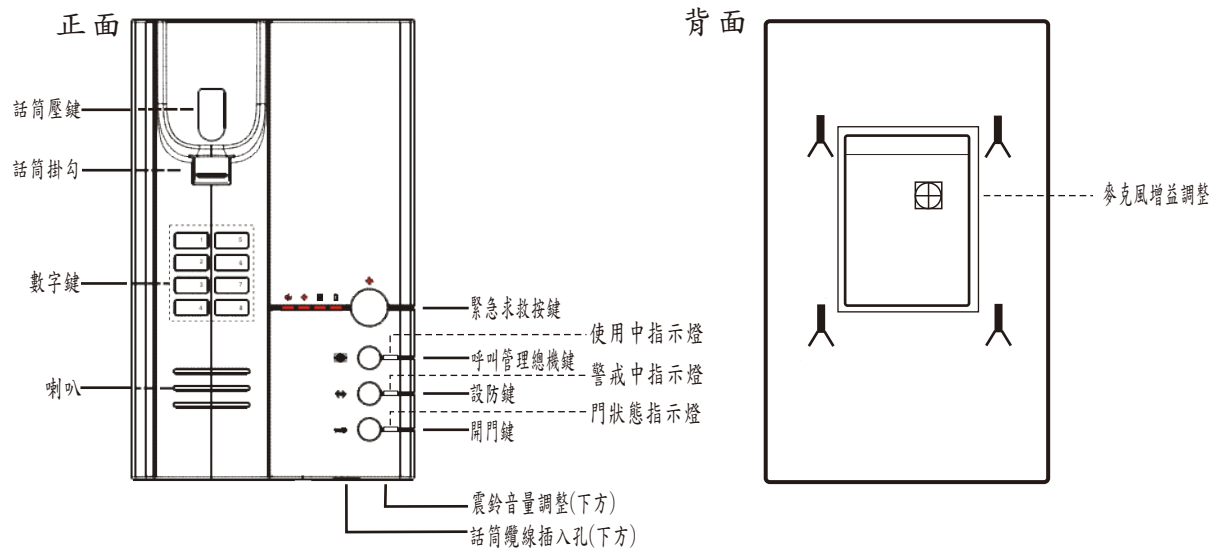 正面
話筒壓鍵
話筒掛勾
1 5
2 6
3 7
4 8
數字鍵
喇叭
緊急求救按鍵
使用中指示燈
呼叫管理總機鍵
警戒中指示燈
設防鍵
門狀態指示燈
開門鍵
震鈴音量調整(下方)
話筒纜線插入孔(下方)
背面
麥克風增益調整